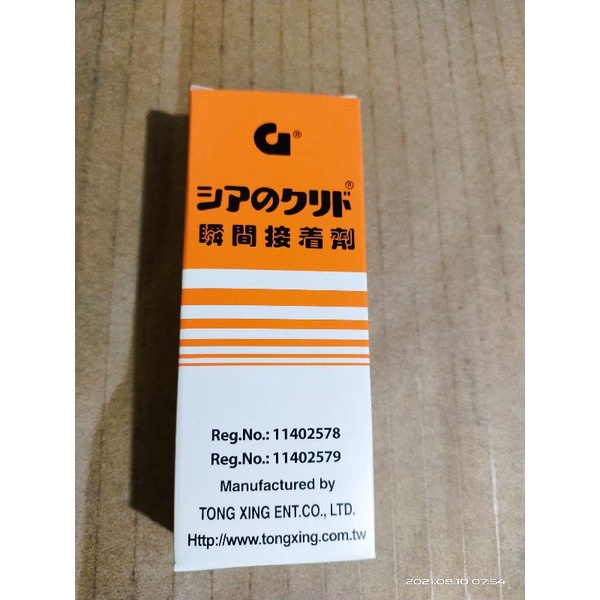 G®
シアのクリド®
瞬間接着劑
Reg.No.: 11402578
Reg.No.: 11402579
Manufactured by
TONG XING ENT.CO., LTD.
Http://www.tongxing.com.tw
2021.09.10 07:54